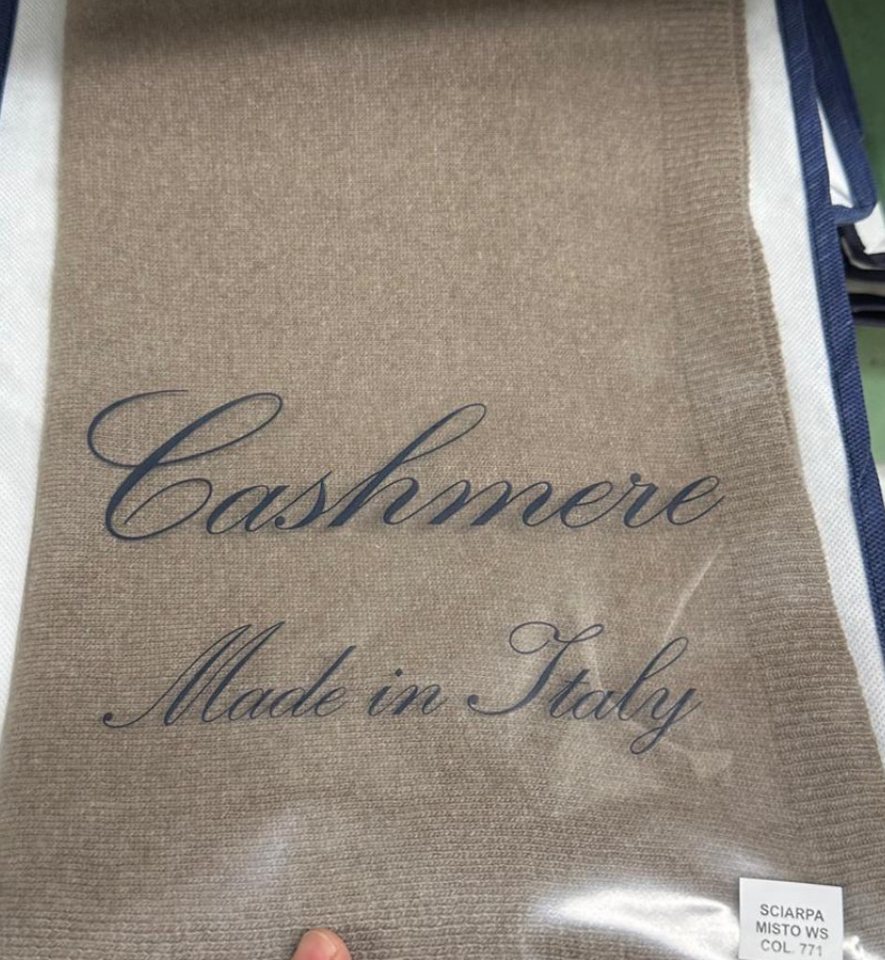 Cashmere
Made in Italy
SCIARPA
MISTO WS
COL. 771